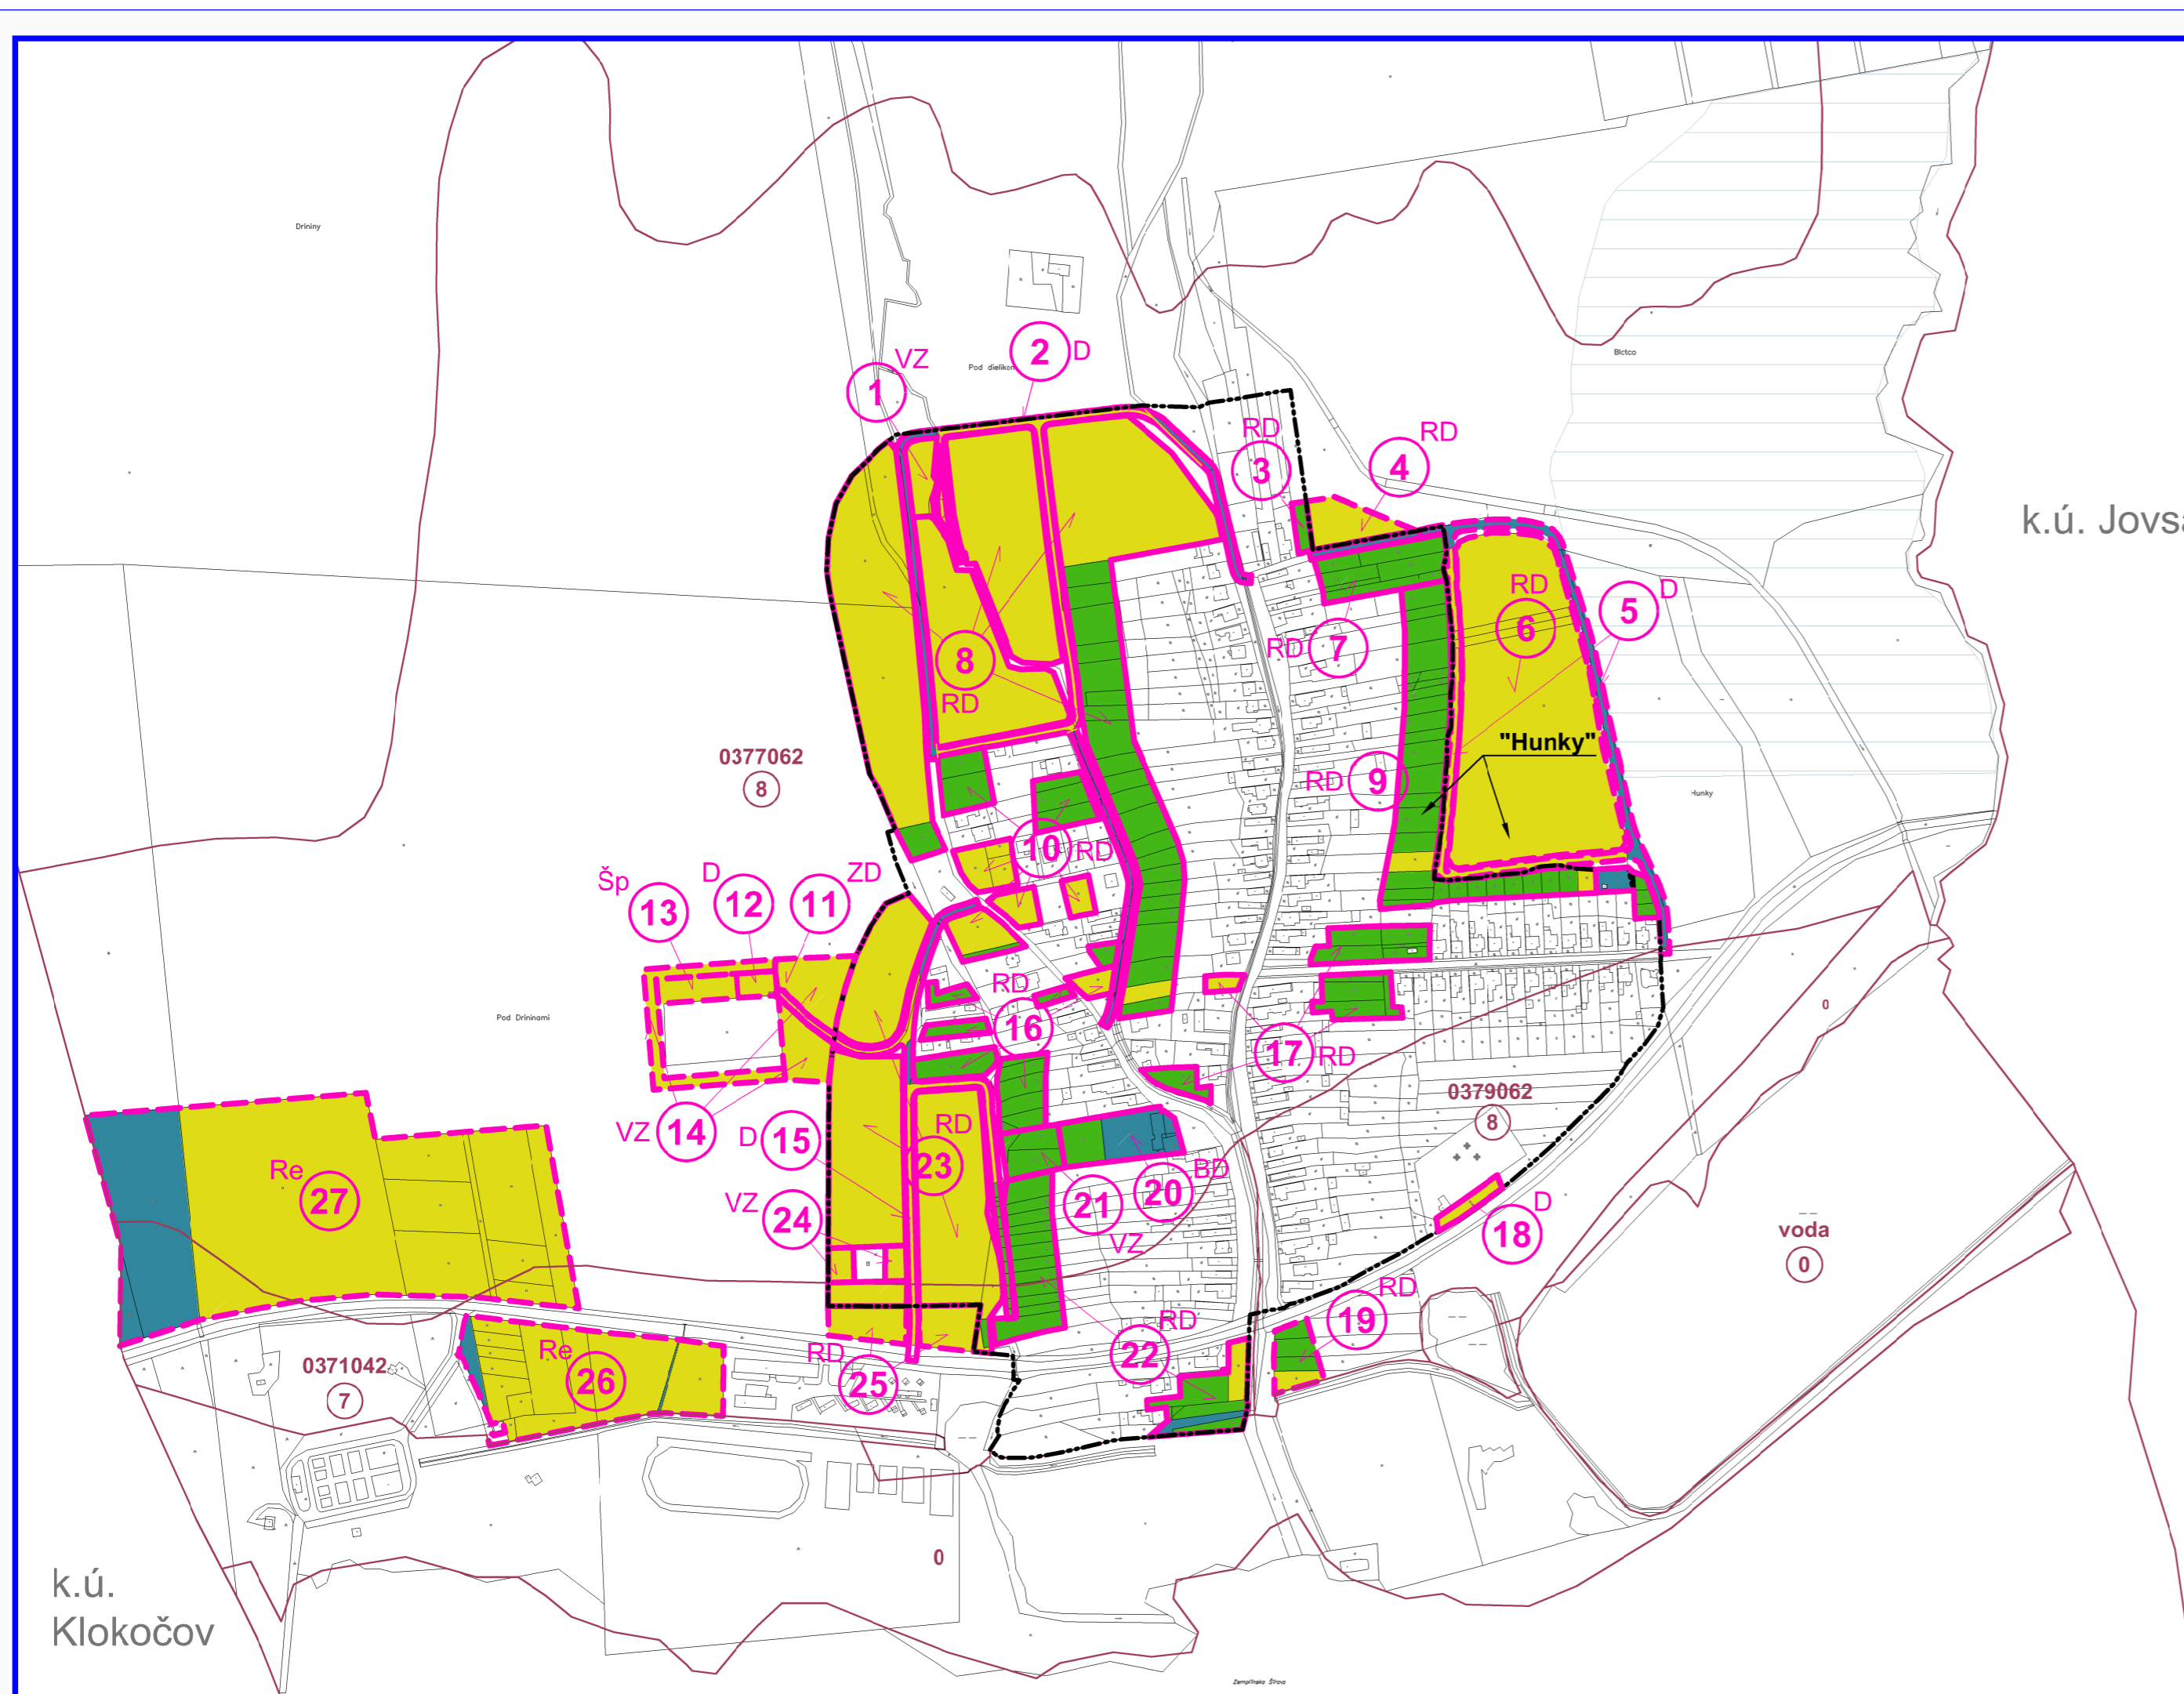 Drininy
2 D
VZ
Pod dielikom
1
Blctco
RD
RD
3
4
k.ú. Jovsa
RD
D
6
5
RD 7
8
RD
"Hunky"
0377062
8
RD 9
Hunky
10 RD
Šp
D
ZD
13
12
11
RD
0
Pod Drininami
16
17 RD
0379062
8
VZ 14
D 15
RD
23
Re
27
BD
20
21
VZ 24
D
18
VZ
voda
0
RD
RD
19
22
Re
RD
0371042
26
25
7
0
k.ú.
Klokočov
Zemplínska Šírava